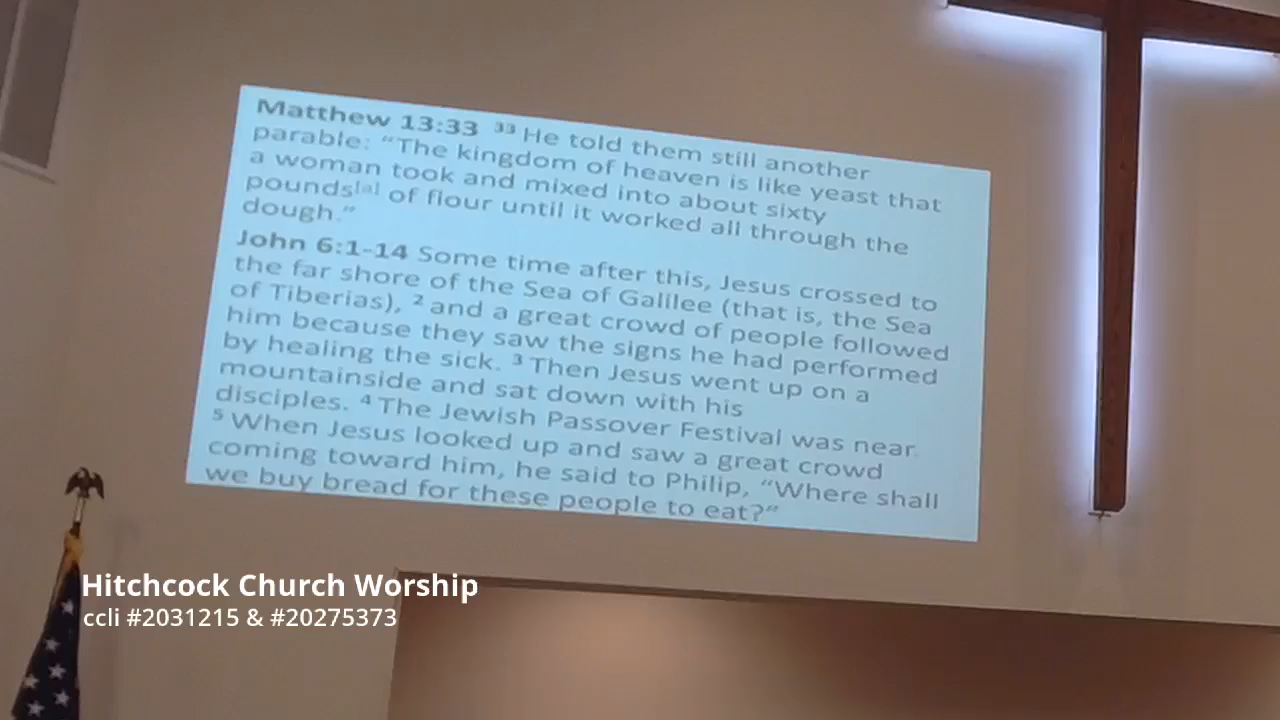 Matthew 13:33 33 He told them still another
parable: “The kingdom of heaven is like yeast that
a woman took and mixed into about sixty
pounds[a] of flour until it worked all through the
dough.”
John 6:1-14 Some time after this, Jesus crossed to
the far shore of the Sea of Galilee (that is, the Sea
of Tiberias), 2 and a great crowd of people followed
him because they saw the signs he had performed
by healing the sick. 3 Then Jesus went up on a
mountainside and sat down with his
disciples. 4 The Jewish Passover Festival was near.
5 When Jesus looked up and saw a great crowd
coming toward him, he said to Philip, “Where shall
we buy bread for these people to eat?”
Hitchcock Church Worship
ccli #2031215 & #20275373